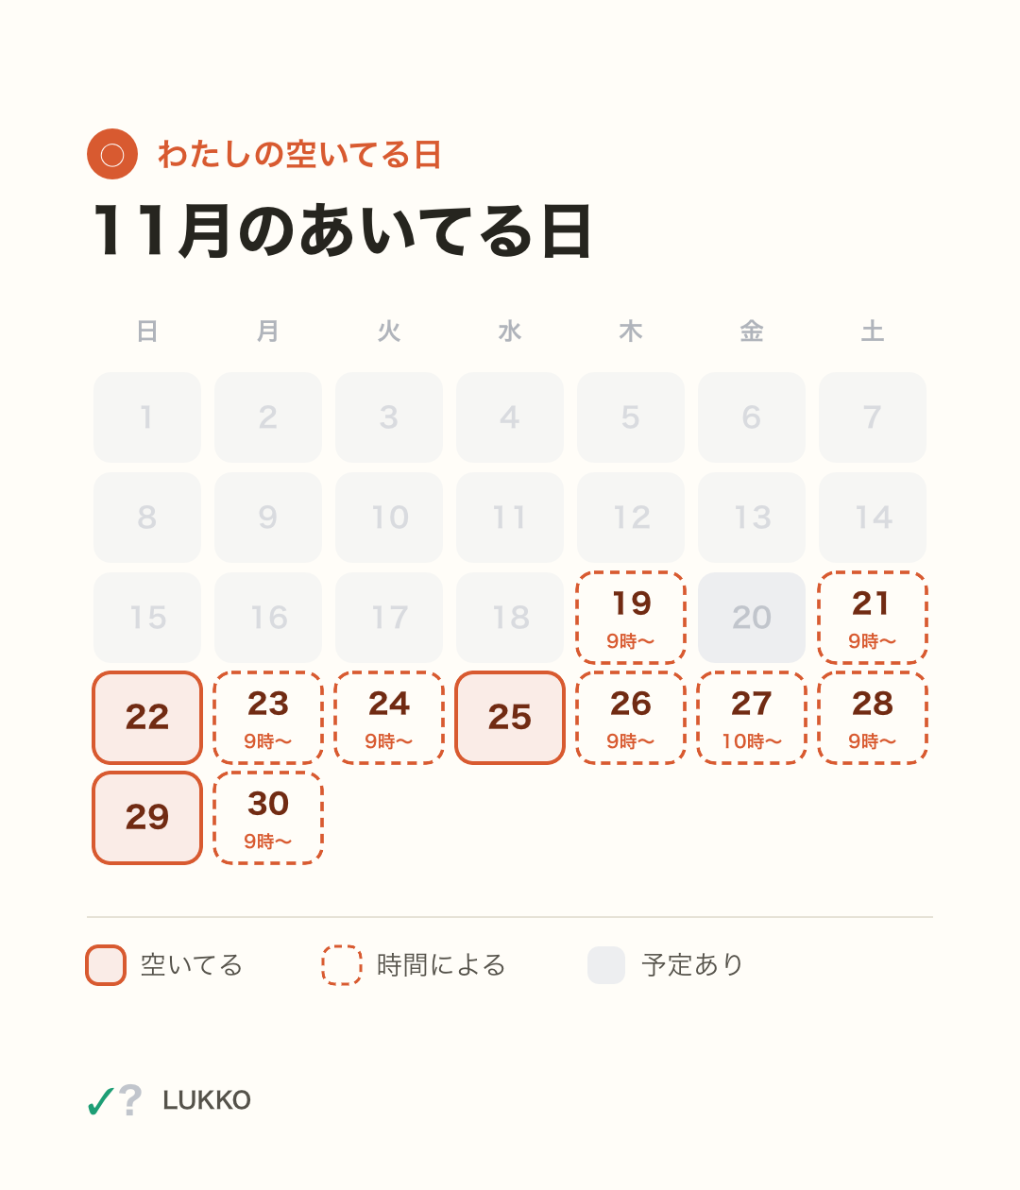 わたしの空いてる日
11月のあいてる日
日 月 火 水 木 金 土
1 2 3 4 5 6 7
8 9 10 11 12 13 14
15 16 17 18 19 20 21
9時〜 9時〜
22 23 24 25 26 27 28
9時〜 9時〜 9時〜 10時〜 9時〜
29 30
9時〜
空いてる 時間による 予定あり
✓? LUKKO